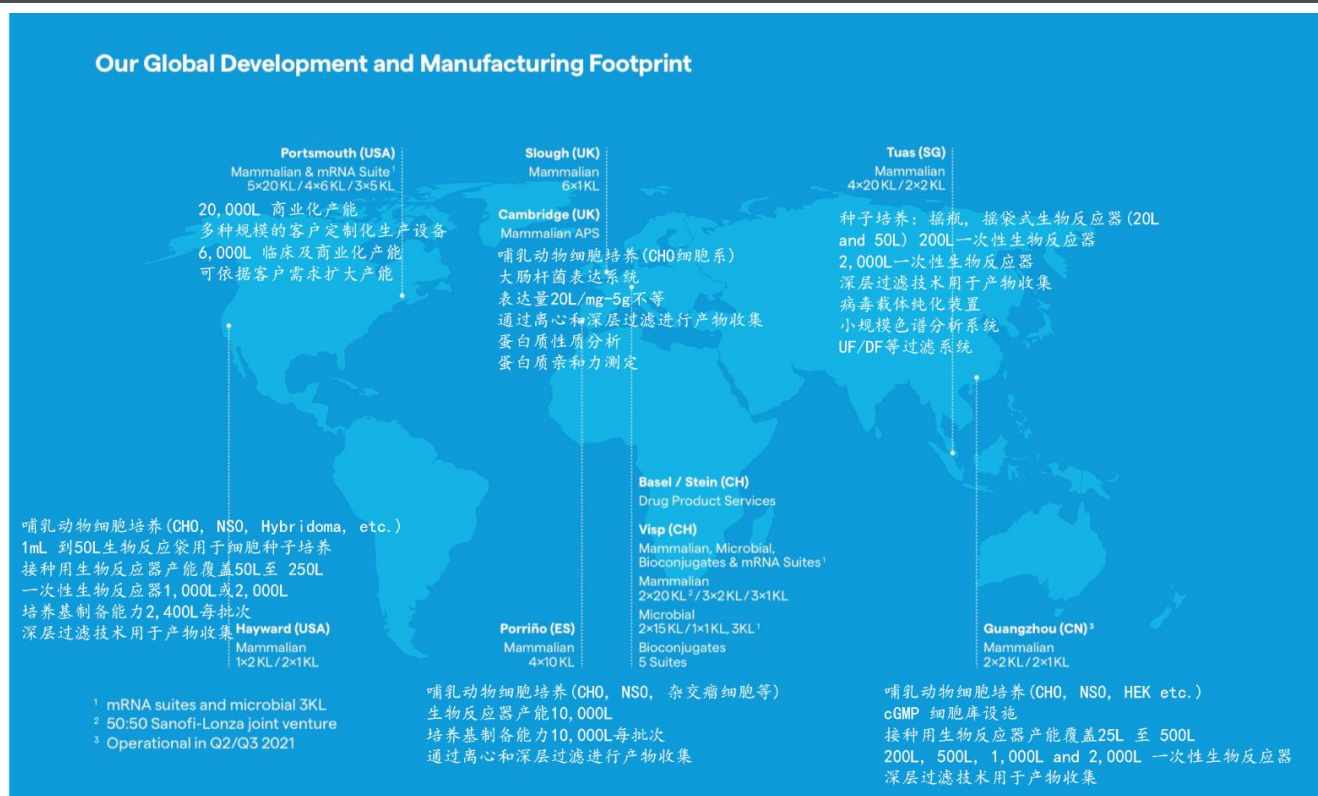 Our Global Development and Manufacturing Footprint
Portsmouth (USA)
Mammalian & mRNA Suite¹
5×20 KL / 4×6 KL / 3×5 KL
20,000L 商业化产能
多种规模的客户定制化生产设备
6,000L 临床及商业化产能
可依据客户需求扩大产能
Slough (UK)
Mammalian
6×1 KL
Cambridge (UK)
Mammalian APS
哺乳动物细胞培养(CHO细胞系)
大肠杆菌表达系统
表达量20L/mg-5g不等
通过离心和深层过滤进行产物收集
蛋白质性质分析
蛋白质亲和力测定
Tuas (SG)
Mammalian
4×20 KL / 2×2 KL
种子培养: 摇瓶, 摇袋式生物反应器(20L
and 50L) 200L一次性生物反应器
2,000L一次性生物反应器
深层过滤技术用于产物收集
病毒载体纯化装置
小规模色谱分析系统
UF/DF等过滤系统
哺乳动物细胞培养(CHO, NSO, Hybridoma, etc.)
1mL 到50L生物反应袋用于细胞种子培养
接种用生物反应器产能覆盖50L至 250L
一次性生物反应器1,000L或2,000L
培养基制备能力2,400L每批次
深层过滤技术用于产物收集
Hayward (USA)
Mammalian
1×2 KL / 2×1 KL
Porriño (ES)
Mammalian
4×10 KL
哺乳动物细胞培养(CHO, NSO, 杂交瘤细胞等)
生物反应器产能10,000L
培养基制备能力10,000L每批次
通过离心和深层过滤进行产物收集
Basel / Stein (CH)
Drug Product Services
Visp (CH)
Mammalian, Microbial,
Bioconjugates & mRNA Suites¹
Mammalian
2×20 KL² / 3×2 KL / 3×1 KL
Microbial
2×15 KL / 1×1 KL, 3 KL¹
Bioconjugates
5 Suites
Guangzhou (CN)³
Mammalian
2×2 KL / 2×1 KL
哺乳动物细胞培养(CHO, NSO, HEK etc.)
cGMP 细胞库设施
接种用生物反应器产能覆盖25L 至 500L
200L, 500L, 1,000L and 2,000L 一次性生物反应器
深层过滤技术用于产物收集
¹ mRNA suites and microbial 3KL
² 50:50 Sanofi-Lonza joint venture
³ Operational in Q2/Q3 2021